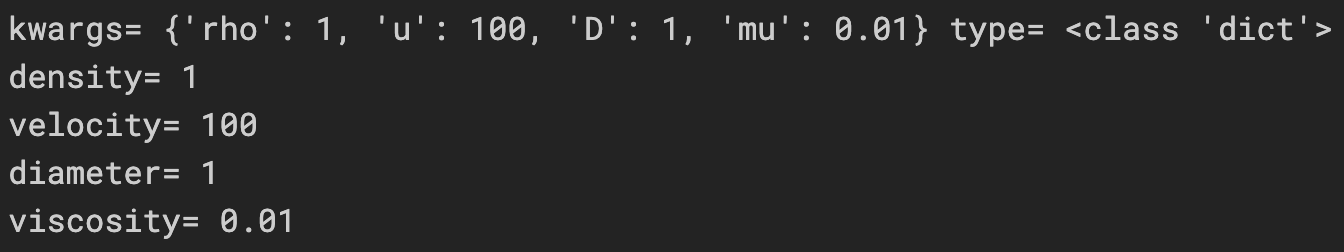 kwargs= {'rho': 1, 'u': 100, 'D': 1, 'mu': 0.01} type= <class 'dict'>
density= 1
velocity= 100
diameter= 1
viscosity= 0.01